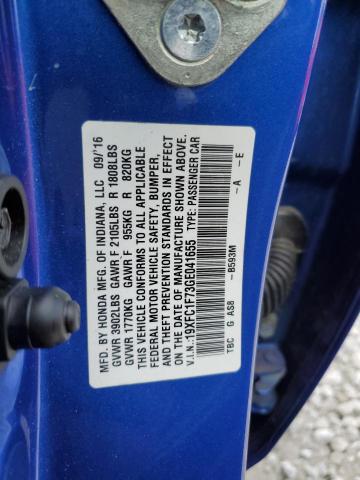 MFD. BY HONDA MFG. OF INDIANA, LLC 09/'16
GVWR 3902LBS GAWR F 2105LBS R 1808LBS
GVWR 1770KG GAWR F 955KG R 820KG
THIS VEHICLE CONFORMS TO ALL APPLICABLE
FEDERAL MOTOR VEHICLE SAFETY, BUMPER,
AND THEFT PREVENTION STANDARDS IN EFFECT
ON THE DATE OF MANUFACTURE SHOWN ABOVE.
V.I.N.:19XFC1F73GE041655 TYPE: PASSENGER CAR
TBC G AS8 -B593M -A -E